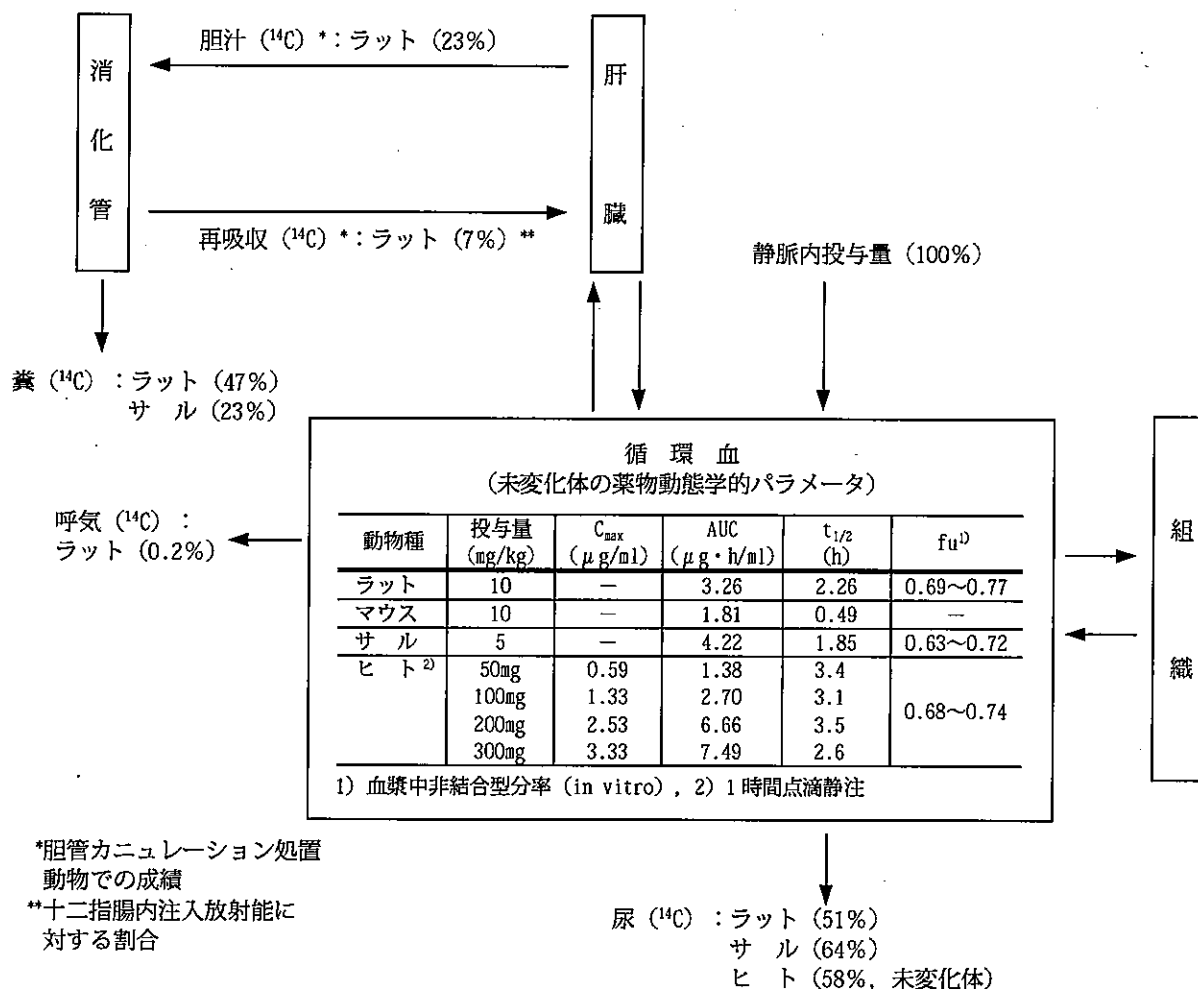 胆汁 (¹⁴C) *：ラット (23%)
消化管
肝臓
再吸収 (¹⁴C) *：ラット (7%) **
静脈内投与量 (100%)
糞 (¹⁴C) ：ラット (47%)
サ ル (23%)
循 環 血
(未変化体の薬物動態学的パラメータ)
動物種 投与量 (mg/kg) Cmax (μg/ml) AUC (μg・h/ml) t1/2 (h) fu¹⁾
ラット 10 － 3.26 2.26 0.69～0.77
マウス 10 － 1.81 0.49 －
サ ル 5 － 4.22 1.85 0.63～0.72
ヒ ト ²⁾ 50mg 0.59 1.38 3.4
100mg 1.33 2.70 3.1
0.68～0.74
200mg 2.53 6.66 3.5
300mg 3.33 7.49 2.6
1) 血漿中非結合型分率 (in vitro) , 2) 1時間点滴静注
呼気 (¹⁴C) ：
ラット (0.2%)
組織
*胆管カニュレーション処置
動物での成績
**十二指腸内注入放射能に
対する割合
尿 (¹⁴C) ：ラット (51%)
サ ル (64%)
ヒ ト (58%, 未変化体)